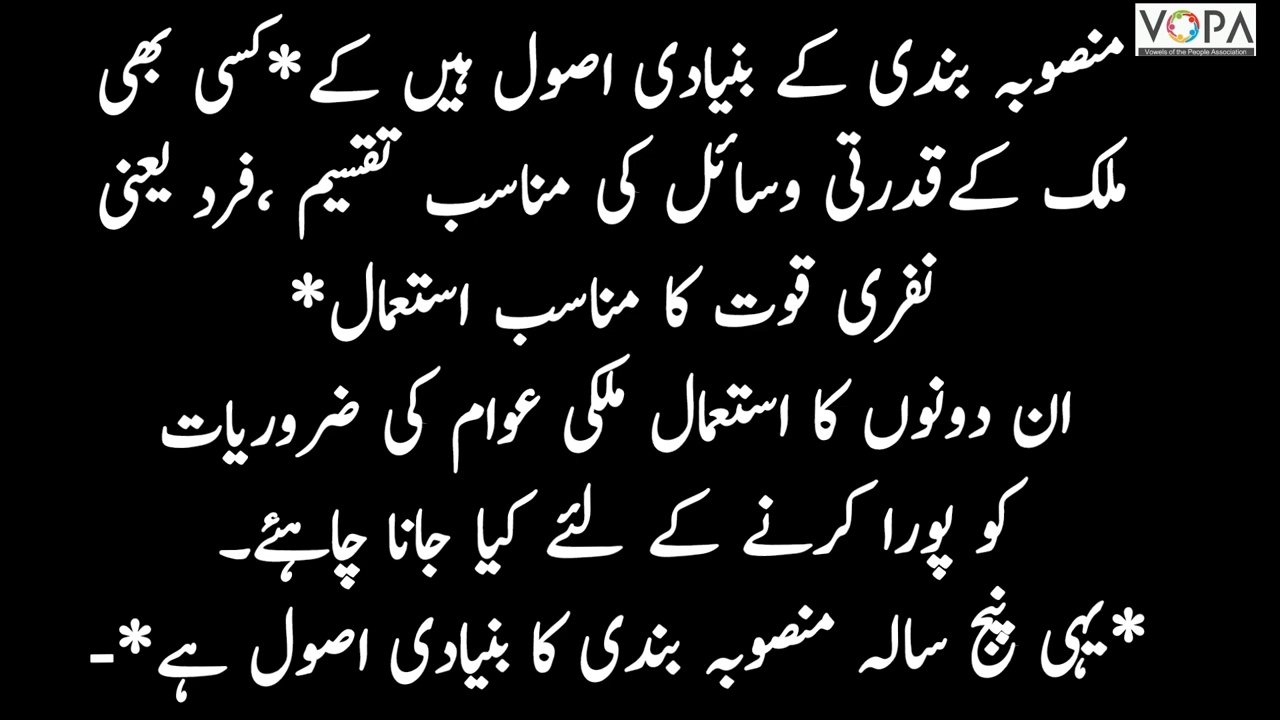 VOPA
Vowels of the People Association
منصوبہ بندی کے بنیادی اصول ہیں کے*کسی بھی
ملک کے قدرتی وسائل کی مناسب تقسیم ،فرد یعنی
نفری قوت کا مناسب استعمال*
ان دونوں کا استعمال ملکی عوام کی ضروریات
کو پورا کرنے کے لئے کیا جانا چاہئے۔
*یہی پنج سالہ منصوبہ بندی کا بنیادی اصول ہے*-